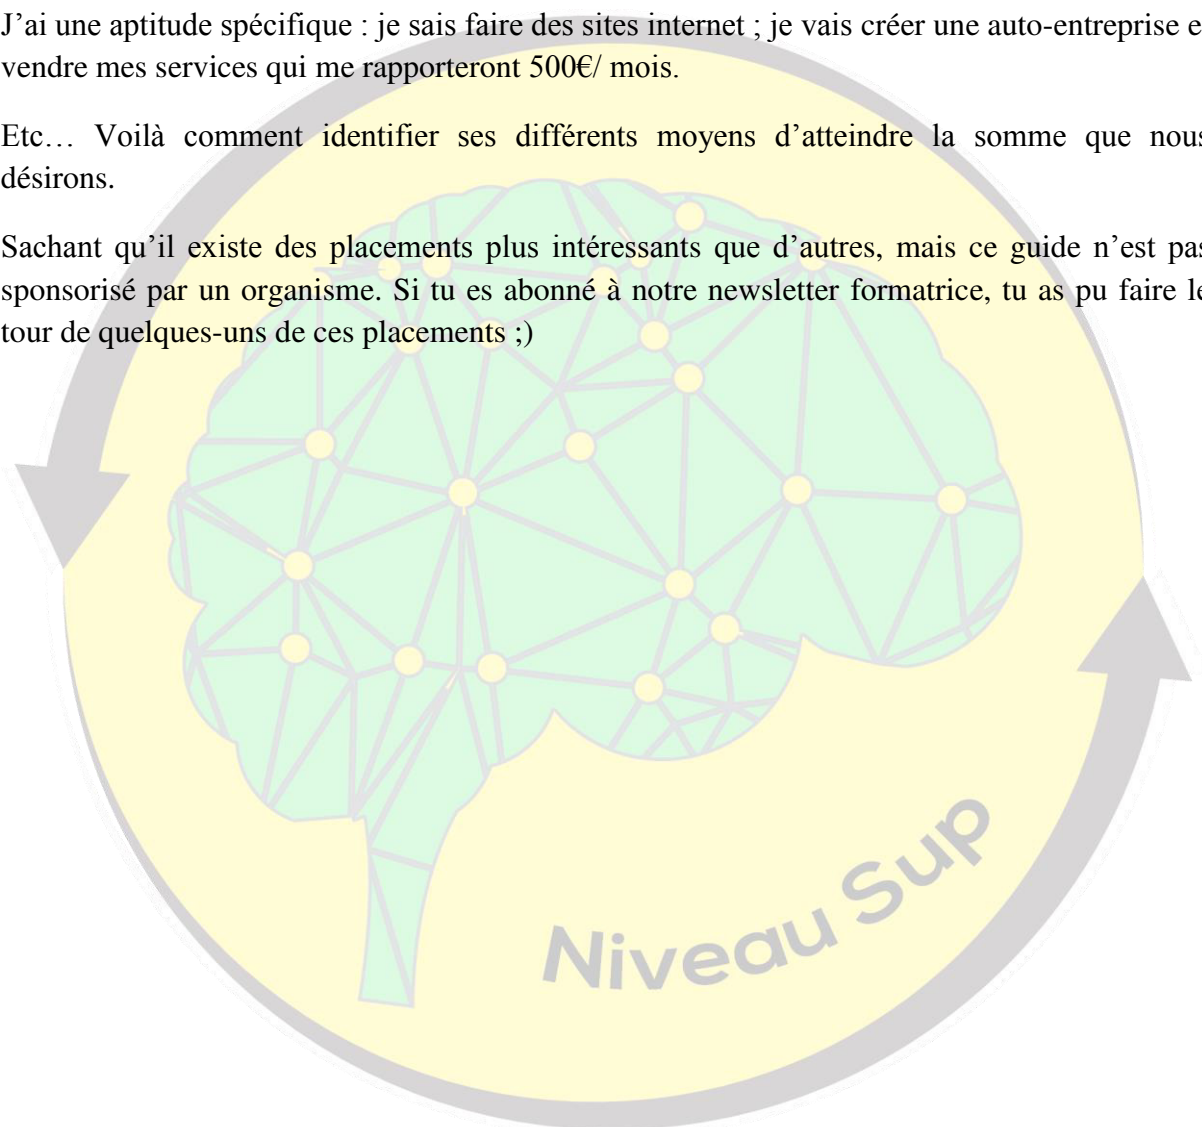 J’ai une aptitude spécifique : je sais faire des sites internet ; je vais créer une auto-entreprise e
vendre mes services qui me rapporteront 500€/ mois.
Etc… Voilà comment identifier ses différents moyens d’atteindre la somme que nous
désirons.
Sachant qu’il existe des placements plus intéressants que d’autres, mais ce guide n’est pas
sponsorisé par un organisme. Si tu es abonné à notre newsletter formatrice, tu as pu faire le
tour de quelques-uns de ces placements ;)
Niveau Sup